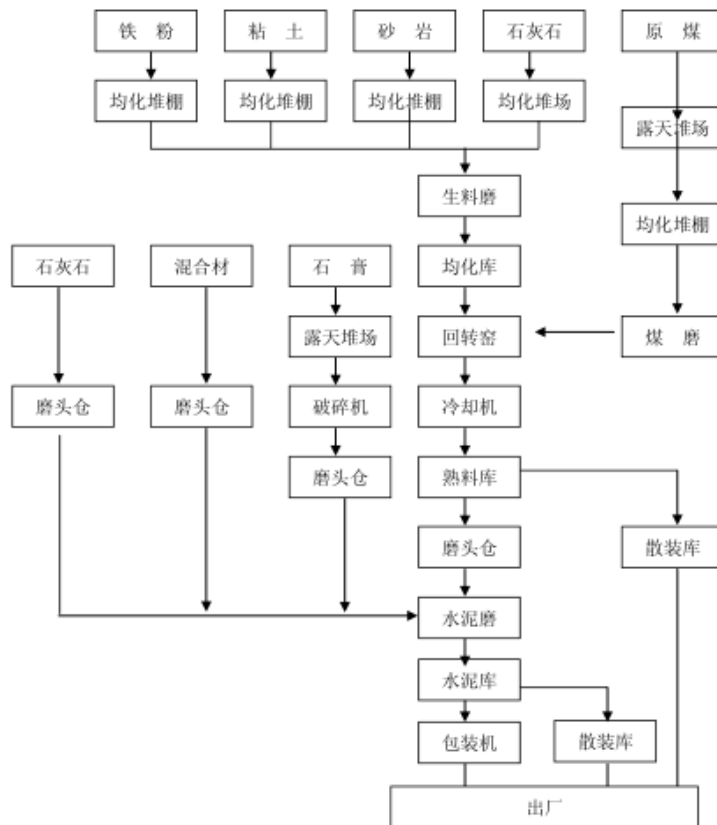 铁 粉
粘 土
砂 岩
石灰石
原 煤
均化堆棚
均化堆棚
均化堆棚
均化堆场
露天堆场
生料磨
均化堆棚
石灰石
混合材
石 膏
均化库
露天堆场
回转窑
煤 磨
磨头仓
磨头仓
破碎机
冷却机
磨头仓
熟料库
磨头仓
散装库
水泥磨
水泥库
包装机
散装库
出厂